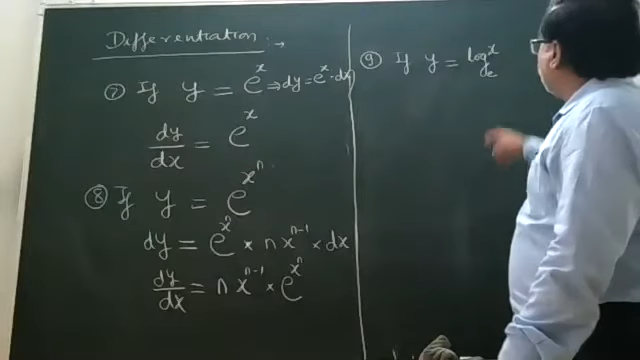 Differentiation.→
⑦ If y = e^x ⇒ dy = e^x · dx
dy/dx = e^x
⑧ If y = e^x^n
dy = e^x^n × n x^n-1 × dx
dy/dx = n x^n-1 × e^x^n
⑨ If y = log_e^x